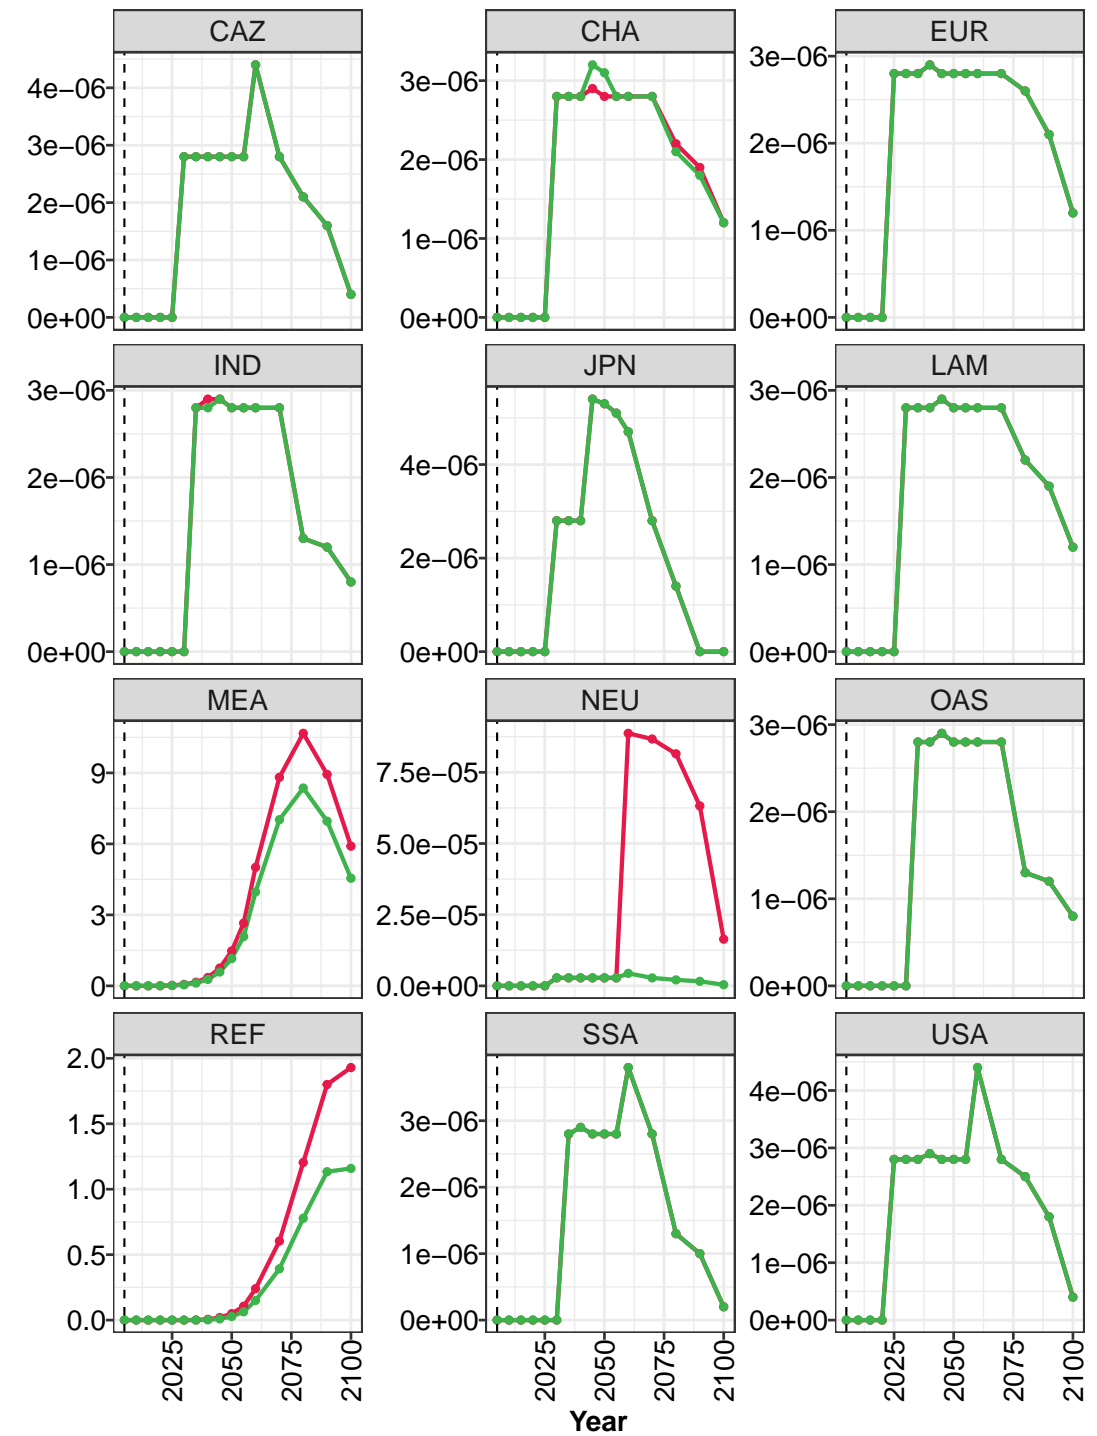 CAZ CHA EUR
4e−06
3e−06
2e−06
1e−06
0e+00
3e−06
2e−06
1e−06
0e+00
3e−06
2e−06
1e−06
0e+00
IND JPN LAM
3e−06
2e−06
1e−06
0e+00
4e−06
2e−06
0e+00
3e−06
2e−06
1e−06
0e+00
MEA NEU OAS
9
6
3
0
7.5e−05
5.0e−05
2.5e−05
0.0e+00
3e−06
2e−06
1e−06
0e+00
REF SSA USA
2.0
1.5
1.0
0.5
0.0
3e−06
2e−06
1e−06
0e+00
4e−06
3e−06
2e−06
1e−06
0e+00
2025 2050 2075 2100 2025 2050 2075 2100 2025 2050 2075 2100
Year